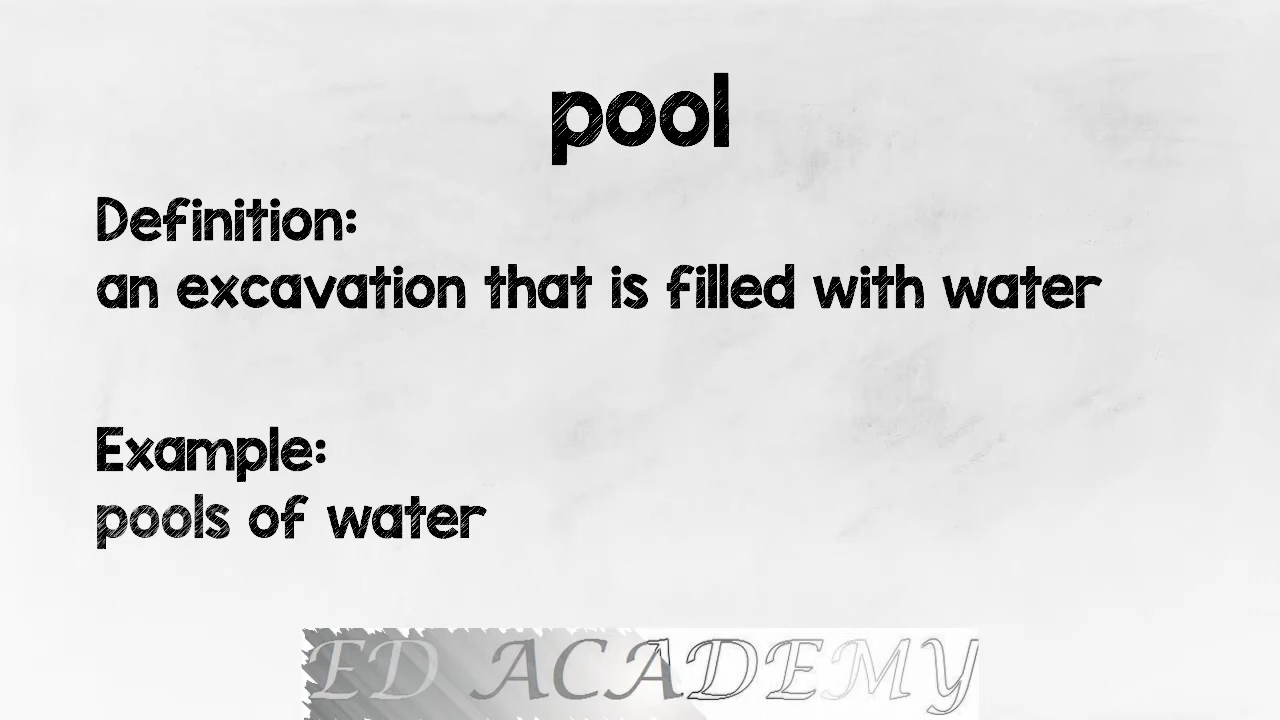 pool
Definition:
an excavation that is filled with water
Example:
pools of water
ED ACADEMY